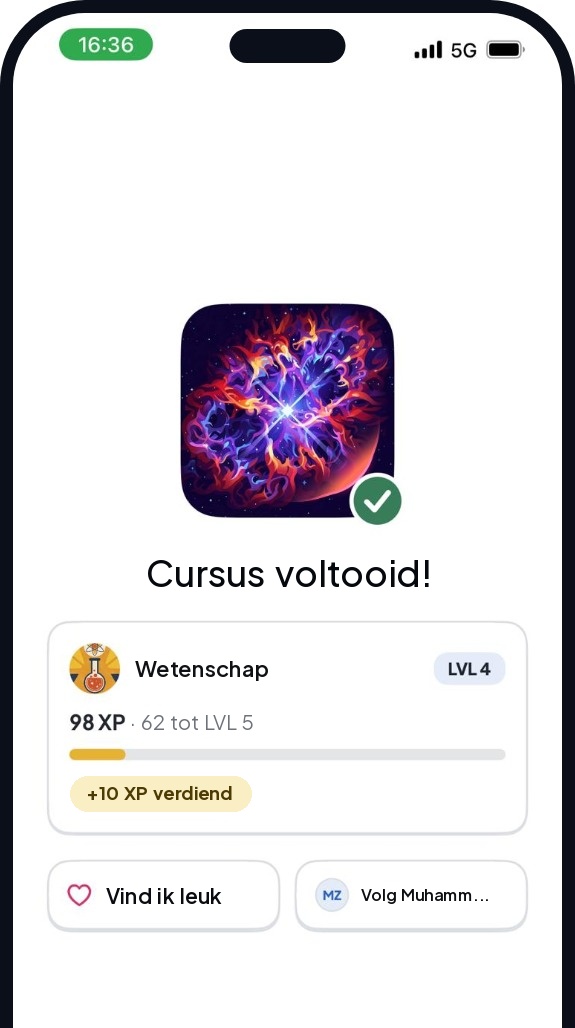 16:36
5G
Cursus voltooid!
Wetenschap
LVL 4
98 XP · 62 tot LVL 5
+10 XP verdiend
Vind ik leuk
MZ
Volg Muhamm...